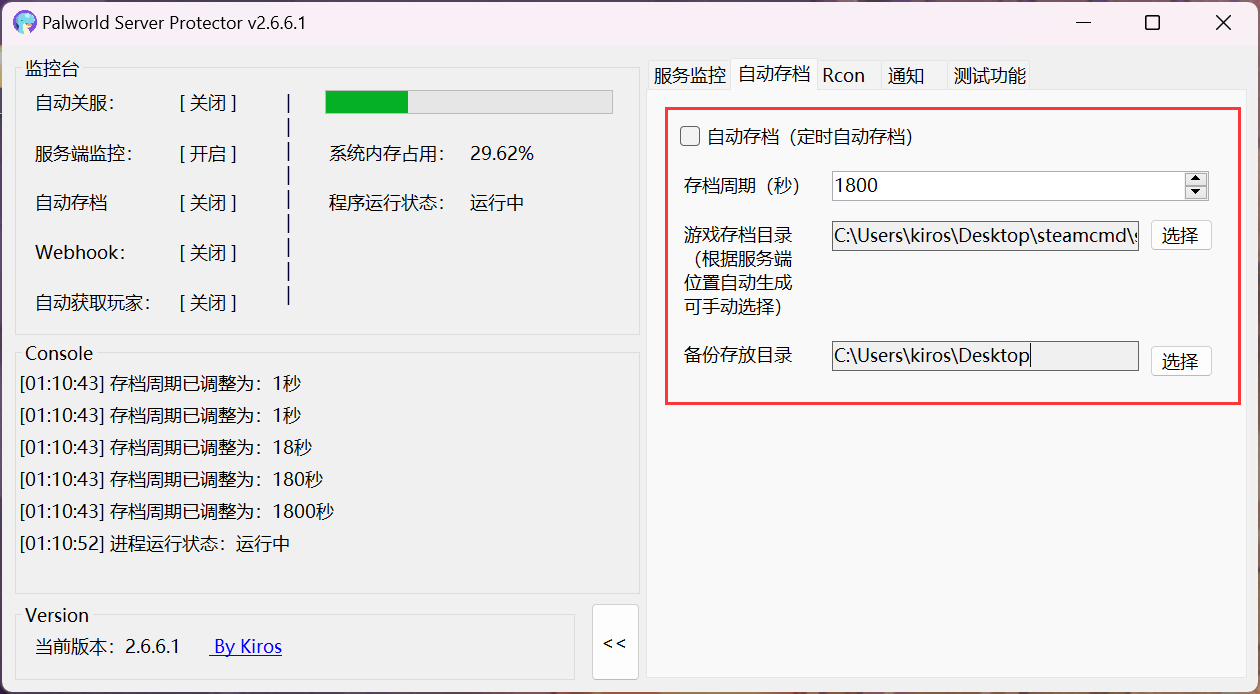 Palworld Server Protector v2.6.6.1
监控台
自动关服： [ 关闭 ]
服务端监控： [ 开启 ]
系统内存占用： 29.62%
自动存档 [ 关闭 ]
程序运行状态： 运行中
Webhook： [ 关闭 ]
自动获取玩家： [ 关闭 ]
Console
[01:10:43] 存档周期已调整为：1秒
[01:10:43] 存档周期已调整为：1秒
[01:10:43] 存档周期已调整为：18秒
[01:10:43] 存档周期已调整为：180秒
[01:10:43] 存档周期已调整为：1800秒
[01:10:52] 进程运行状态：运行中
Version
当前版本：2.6.6.1 By Kiros
<<
服务监控 自动存档 Rcon 通知 测试功能
自动存档（定时自动存档）
存档周期（秒） 1800
游戏存档目录 C:\Users\kiros\Desktop\steamcmd\ 选择
（根据服务端
位置自动生成
可手动选择）
备份存放目录 C:\Users\kiros\Desktop 选择